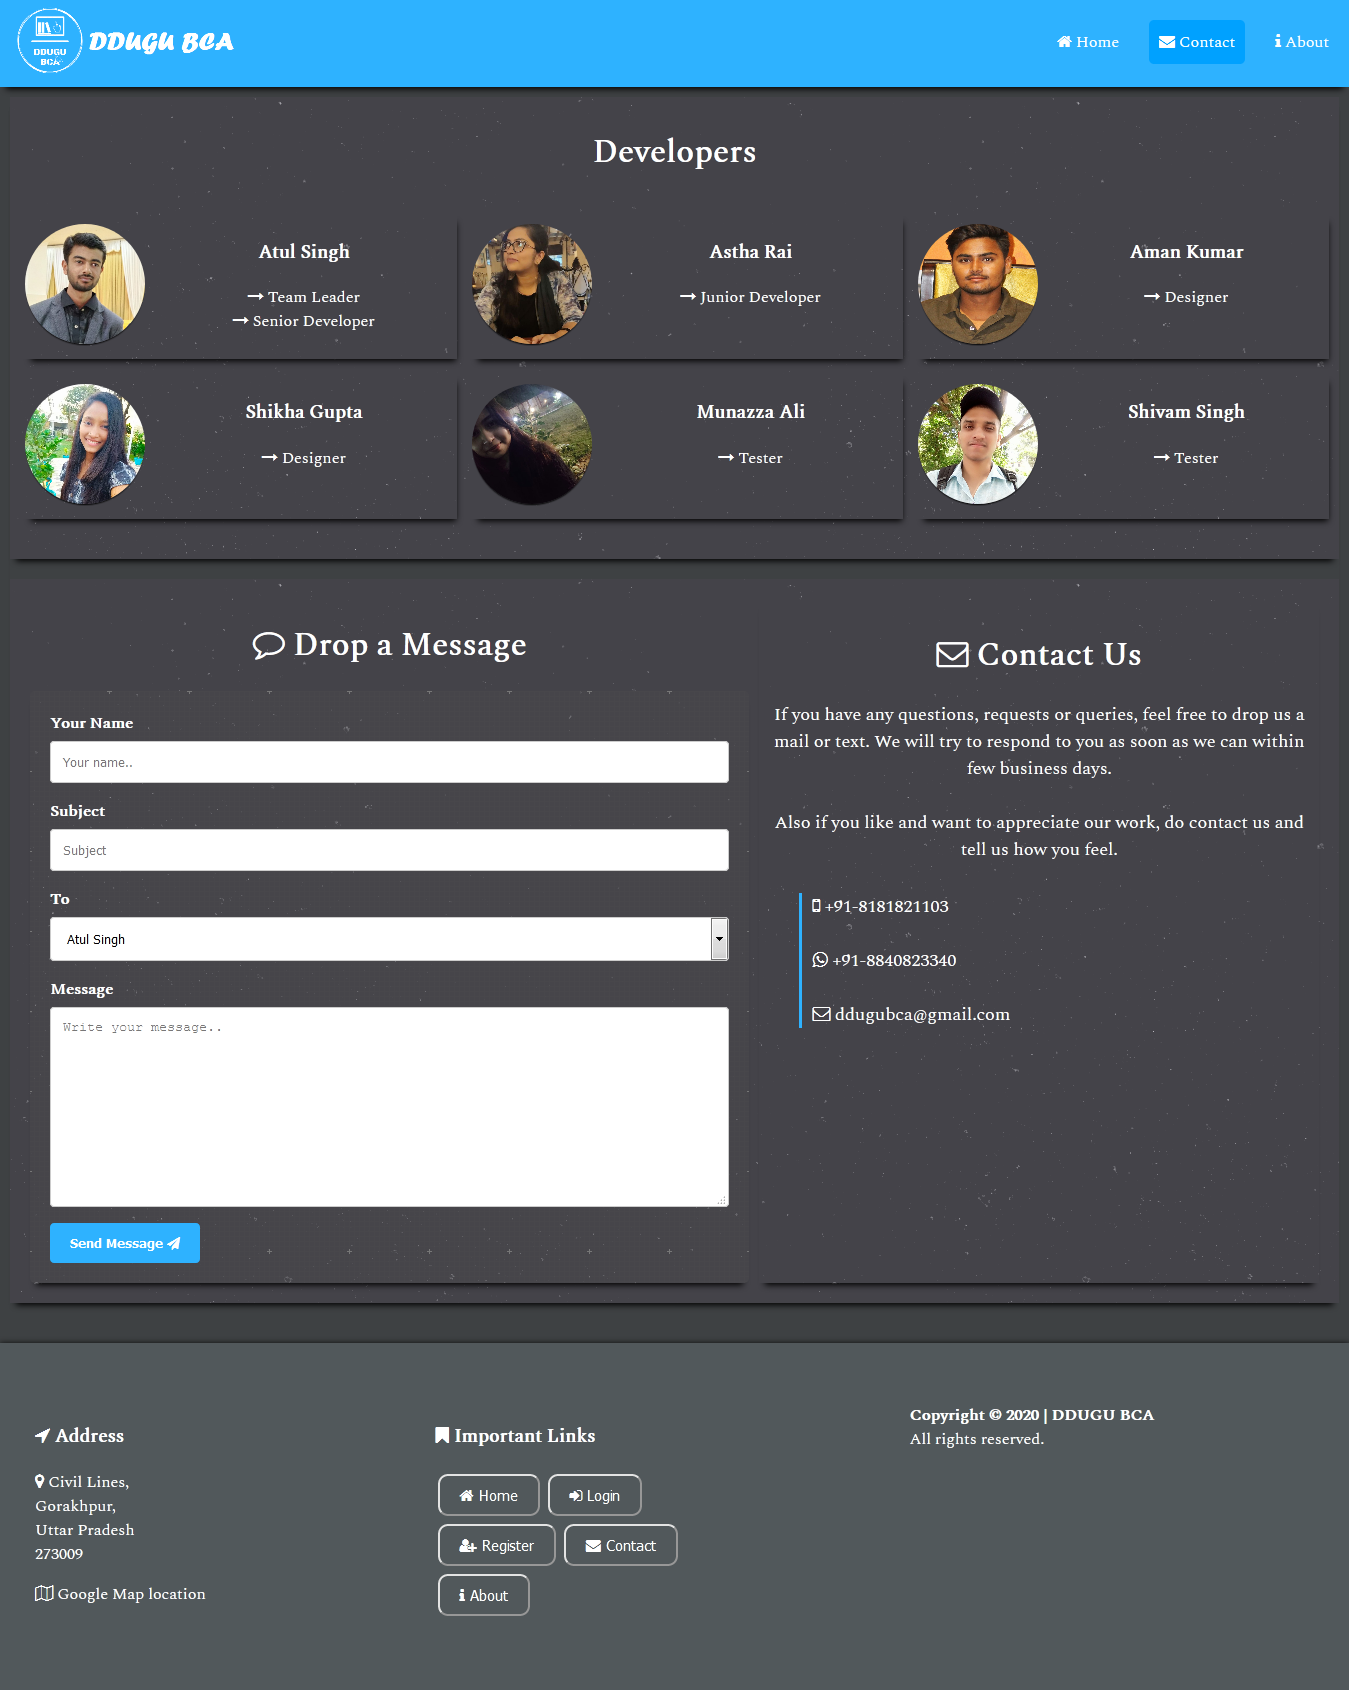 DDUGU
BCA
DDUGU BCA
Home
Contact
About
Developers
Atul Singh
→ Team Leader
→ Senior Developer
Astha Rai
→ Junior Developer
Aman Kumar
→ Designer
Shikha Gupta
→ Designer
Munazza Ali
→ Tester
Shivam Singh
→ Tester
Drop a Message
Your Name
Your name..
Subject
Subject
To
Atul Singh
Message
Write your message..
Send Message
Contact Us
If you have any questions, requests or queries, feel free to drop us a
mail or text. We will try to respond to you as soon as we can within
few business days.
Also if you like and want to appreciate our work, do contact us and
tell us how you feel.
+91-8181821103
+91-8840823340
ddugubca@gmail.com
Address
Civil Lines,
Gorakhpur,
Uttar Pradesh
273009
Google Map location
Important Links
Home
Login
Register
Contact
About
Copyright © 2020 | DDUGU BCA
All rights reserved.